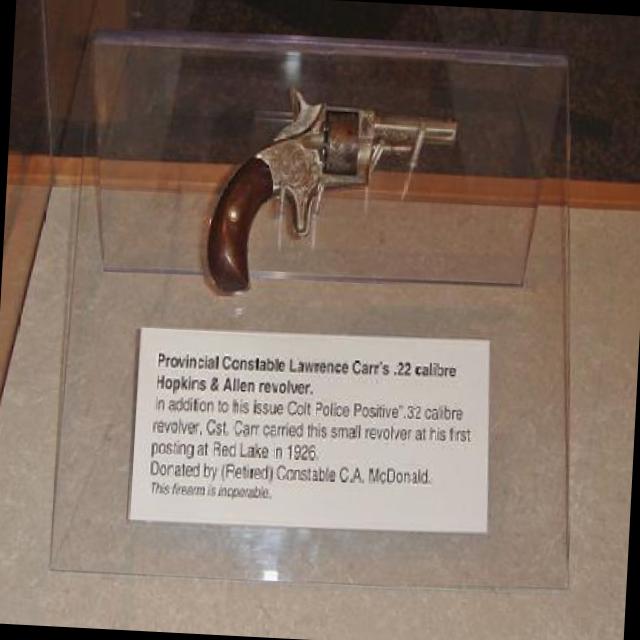 Provincial Constable Lawrence Carr's .22 calibre
Hopkins & Allen revolver.
In addition to his issue Colt Police Positive".32 calibre
revolver, Cst. Carr carried this small revolver at his first
posting at Red Lake in 1926.
Donated by (Retired) Constable C.A. McDonald.
This firearm is inoperable.